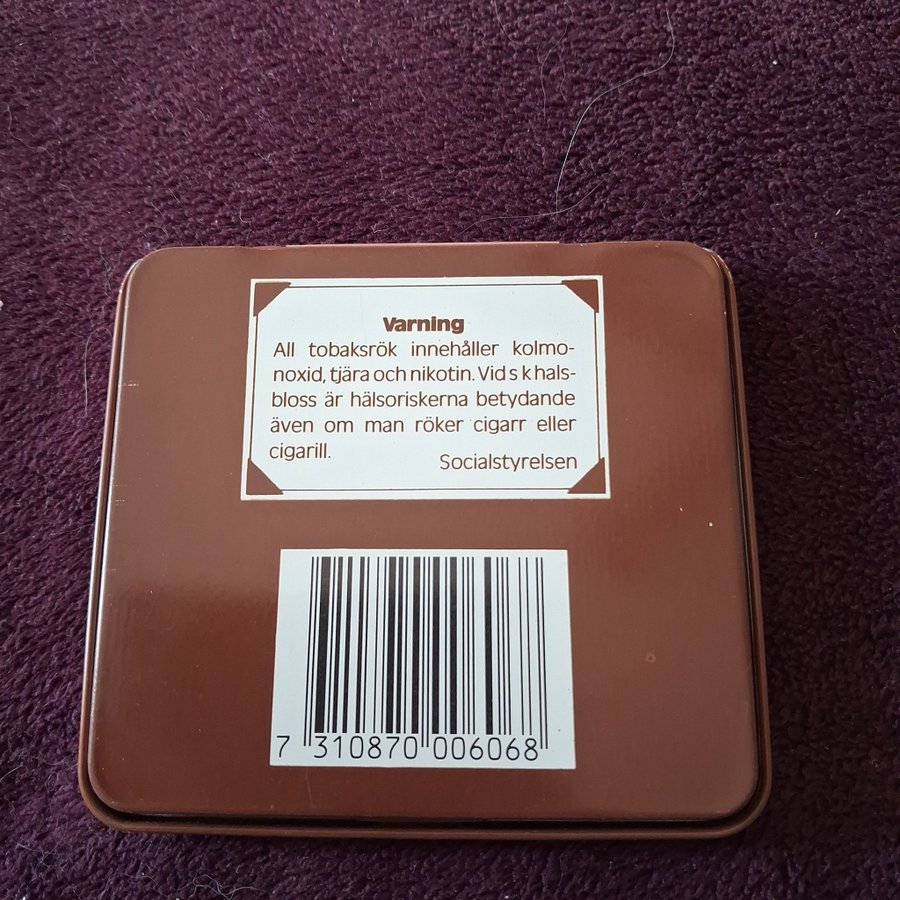 Varning
All tobaksrök innehåller kolmo-
noxid, tjära och nikotin. Vid s k hals-
bloss är hälsoriskerna betydande
även om man röker cigarr eller
cigarill.
Socialstyrelsen
7 310870 006068